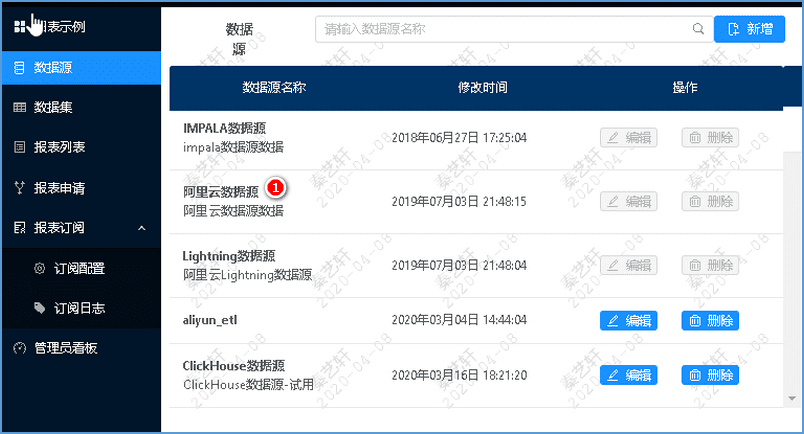 图表示例
数据源
数据集
报表列表
报表申请
报表订阅
订阅配置
订阅日志
管理员看板
数据
源
请输入数据源名称
新增
数据源名称 修改时间 操作
IMPALA数据源
impala数据源数据
2018年06月27日 17:25:04 编辑 删除
阿里云数据源 1
阿里云数据源数据
2019年07月03日 21:48:15 编辑 删除
Lightning数据源
阿里云Lightning数据源
2019年07月03日 21:48:04 编辑 删除
aliyun_etl 2020年03月04日 14:44:04 编辑 删除
ClickHouse数据源
ClickHouse数据源-试用
2020年03月16日 18:21:20 编辑 删除
秦艺轩
2020-04-08